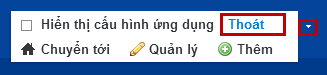 Hiển thị cấu hình ứng dụng Thoát
Chuyển tới Quản lý Thêm